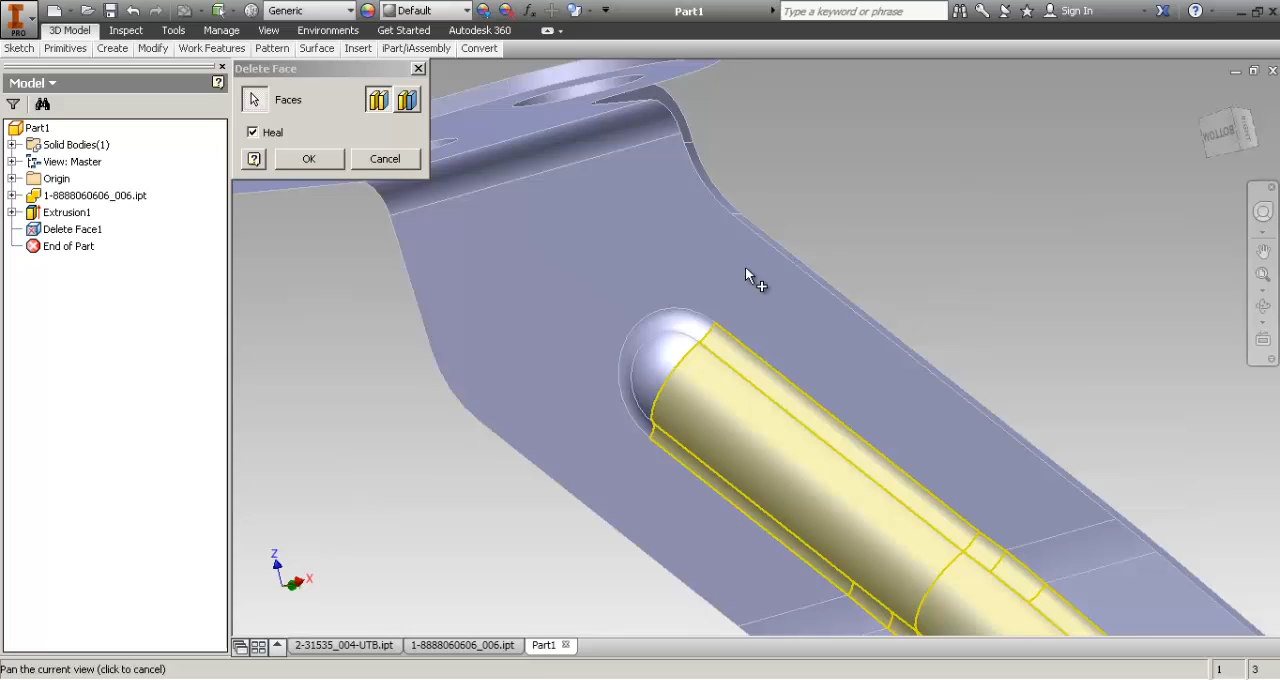 Generic
Default
Part1
Type a keyword or phrase
Sign In
PRO
3D Model Inspect Tools Manage View Environments Get Started Autodesk 360
Sketch Primitives Create Modify Work Features Pattern Surface Insert iPart/iAssembly Convert
Model
Delete Face
Faces
Heal
OK Cancel
Part1
Solid Bodies(1)
View: Master
Origin
1-8888060606_006.ipt
Extrusion1
Delete Face1
End of Part
BOTTOM
Z
X
2-31535_004-UTB.ipt 1-8888060606_006.ipt Part1
Pan the current view (click to cancel) 1 3